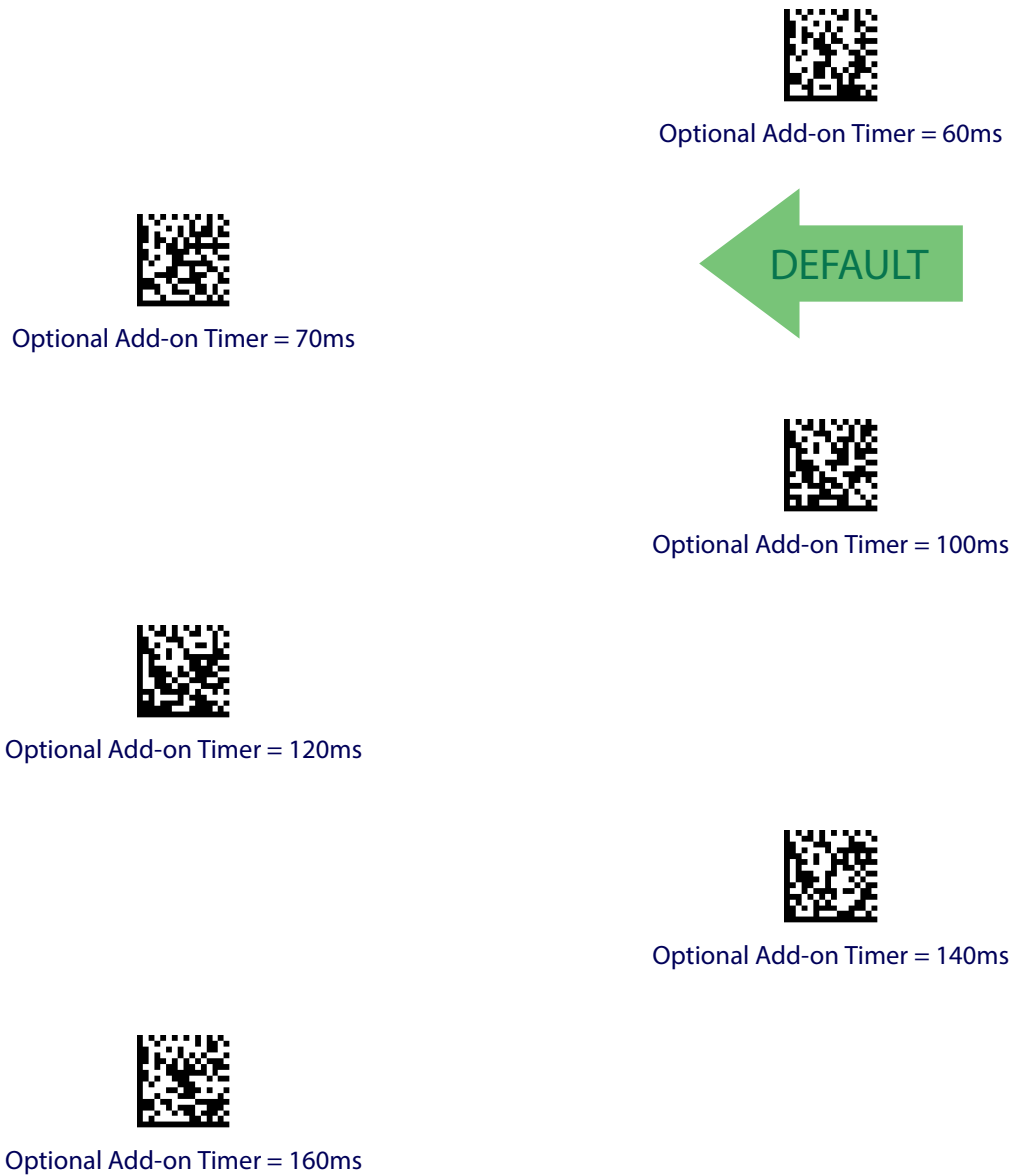 Optional Add-on Timer = 60ms
DEFAULT
Optional Add-on Timer = 70ms
Optional Add-on Timer = 100ms
Optional Add-on Timer = 120ms
Optional Add-on Timer = 140ms
Optional Add-on Timer = 160ms